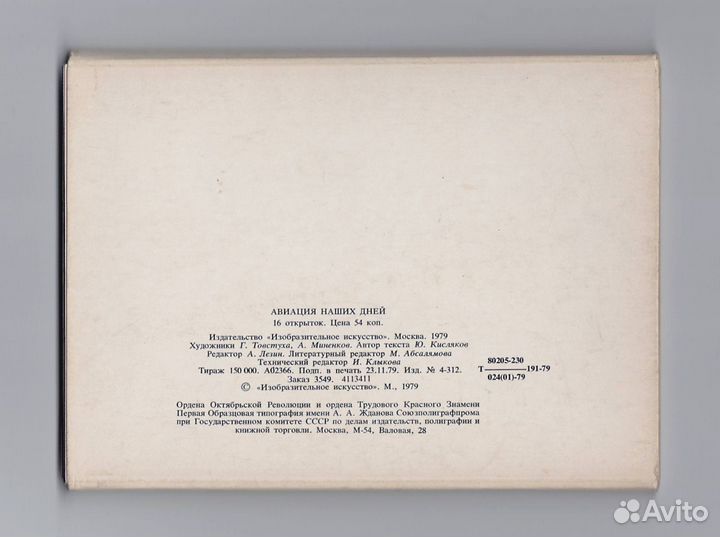 АВИАЦИЯ НАШИХ ДНЕЙ
16 открыток. Цена 54 коп.
Издательство «Изобразительное искусство». Москва. 1979
Художники Г. Товстуха, А. Миненков. Автор текста Ю. Кисляков
Редактор А. Лезин. Литературный редактор М. Абсалямова
Технический редактор И. Клыкова
Тираж 150 000. А02366. Подп. в печать 23.11.79. Изд. № 4-312.
Заказ 3549. 4113411
© «Изобразительное искусство». М., 1979
80205-230
Т 191-79
024(01)-79
Ордена Октябрьской Революции и ордена Трудового Красного Знамени
Первая Образцовая типография имени А. А. Жданова Союзполиграфпрома
при Государственном комитете СССР по делам издательств, полиграфии и
книжной торговли. Москва, М-54, Валовая, 28
Avito